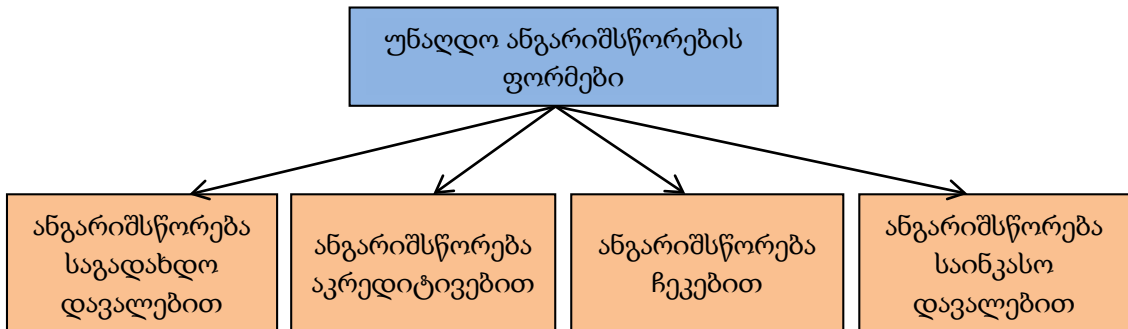 უნაღდო ანგარიშსწორების
ფორმები
ანგარიშსწორება
საგადახდო
დავალებით
ანგარიშსწორება
აკრედიტივებით
ანგარიშსწორება
ჩეკებით
ანგარიშსწორება
საინკასო
დავალებით